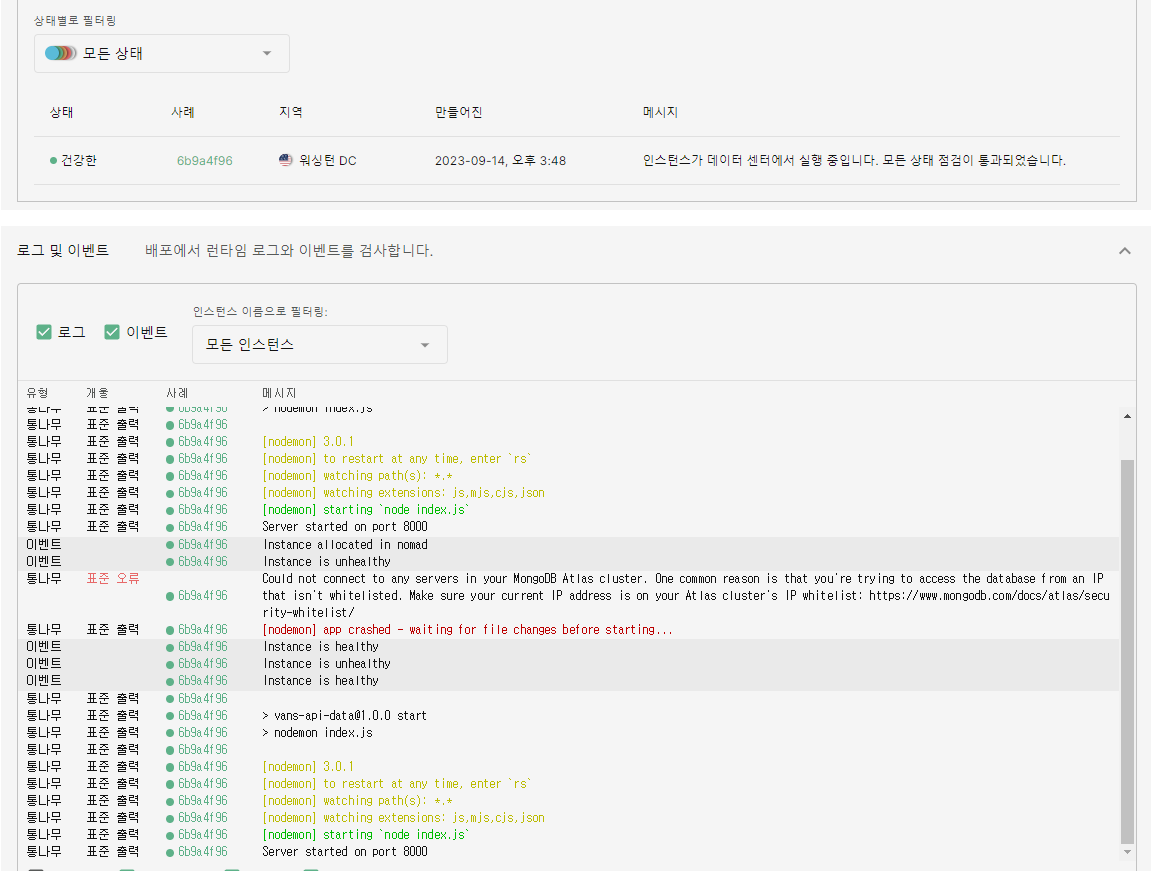 상태별로 필터링
모든 상태
상태 사례 지역 만들어진 메시지
건강한 6b9a4f96 워싱턴 DC 2023-09-14, 오후 3:48 인스턴스가 데이터 센터에서 실행 중입니다. 모든 상태 점검이 통과되었습니다.
로그 및 이벤트 배포에서 런타임 로그와 이벤트를 검사합니다.
인스턴스 이름으로 필터링:
로그 이벤트 모든 인스턴스
유형 개울 사례 메시지
통나무 표준 출력 6b9a4f96 > nodemon index.js
통나무 표준 출력 6b9a4f96
통나무 표준 출력 6b9a4f96 [nodemon] 3.0.1
통나무 표준 출력 6b9a4f96 [nodemon] to restart at any time, enter `rs`
통나무 표준 출력 6b9a4f96 [nodemon] watching path(s): *.*
통나무 표준 출력 6b9a4f96 [nodemon] watching extensions: js,mjs,cjs,json
통나무 표준 출력 6b9a4f96 [nodemon] starting `node index.js`
통나무 표준 출력 6b9a4f96 Server started on port 8000
이벤트 6b9a4f96 Instance allocated in nomad
이벤트 6b9a4f96 Instance is unhealthy
통나무 표준 오류 Could not connect to any servers in your MongoDB Atlas cluster. One common reason is that you're trying to access the database from an IP
6b9a4f96 that isn't whitelisted. Make sure your current IP address is on your Atlas cluster's IP whitelist: https://www.mongodb.com/docs/atlas/secu
rity-whitelist/
통나무 표준 출력 6b9a4f96 [nodemon] app crashed - waiting for file changes before starting...
이벤트 6b9a4f96 Instance is healthy
이벤트 6b9a4f96 Instance is unhealthy
이벤트 6b9a4f96 Instance is healthy
통나무 표준 출력 6b9a4f96
통나무 표준 출력 6b9a4f96 > vans-api-data@1.0.0 start
통나무 표준 출력 6b9a4f96 > nodemon index.js
통나무 표준 출력 6b9a4f96
통나무 표준 출력 6b9a4f96 [nodemon] 3.0.1
통나무 표준 출력 6b9a4f96 [nodemon] to restart at any time, enter `rs`
통나무 표준 출력 6b9a4f96 [nodemon] watching path(s): *.*
통나무 표준 출력 6b9a4f96 [nodemon] watching extensions: js,mjs,cjs,json
통나무 표준 출력 6b9a4f96 [nodemon] starting `node index.js`
통나무 표준 출력 6b9a4f96 Server started on port 8000